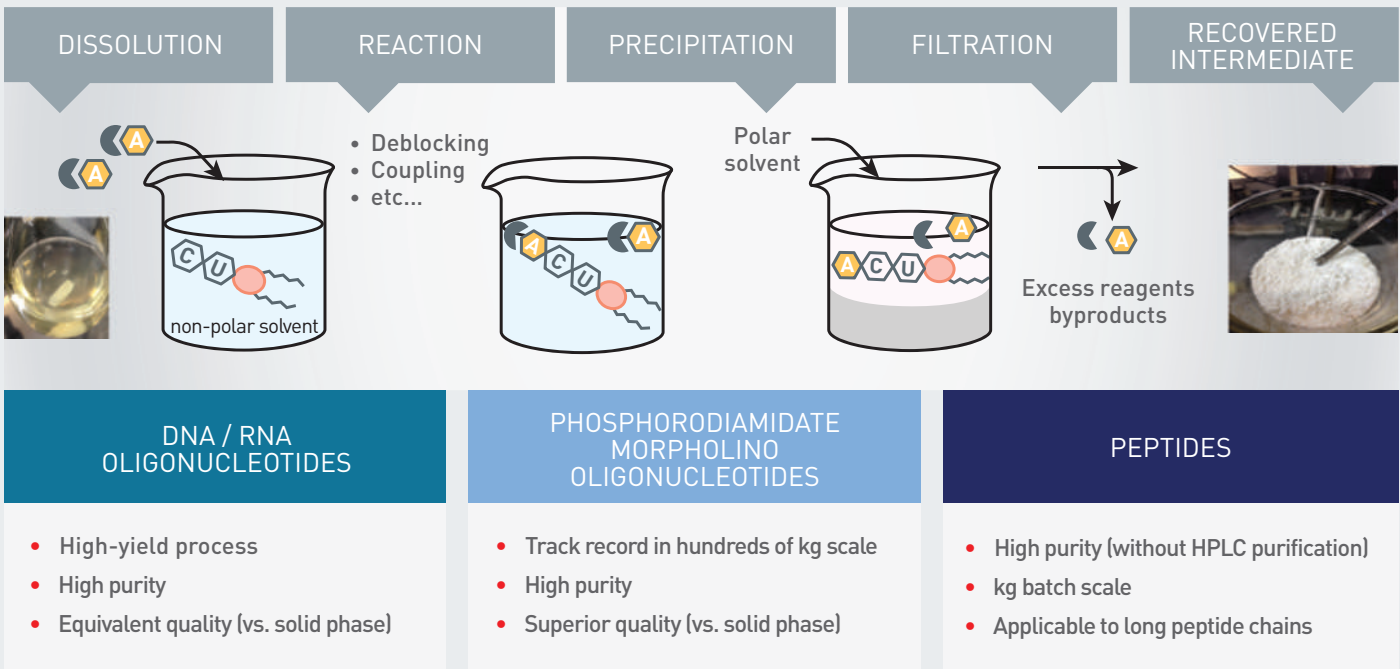 DISSOLUTION
REACTION
PRECIPITATION
FILTRATION
RECOVERED
INTERMEDIATE
A
A
C U
non-polar solvent
• Deblocking
• Coupling
• etc...
A C U
A
Polar
solvent
A
A C U
A
Excess reagents
byproducts
DNA / RNA
OLIGONUCLEOTIDES
• High-yield process
• High purity
• Equivalent quality (vs. solid phase)
PHOSPHORODIAMIDATE
MORPHOLINO
OLIGONUCLEOTIDES
• Track record in hundreds of kg scale
• High purity
• Superior quality (vs. solid phase)
PEPTIDES
• High purity (without HPLC purification)
• kg batch scale
• Applicable to long peptide chains